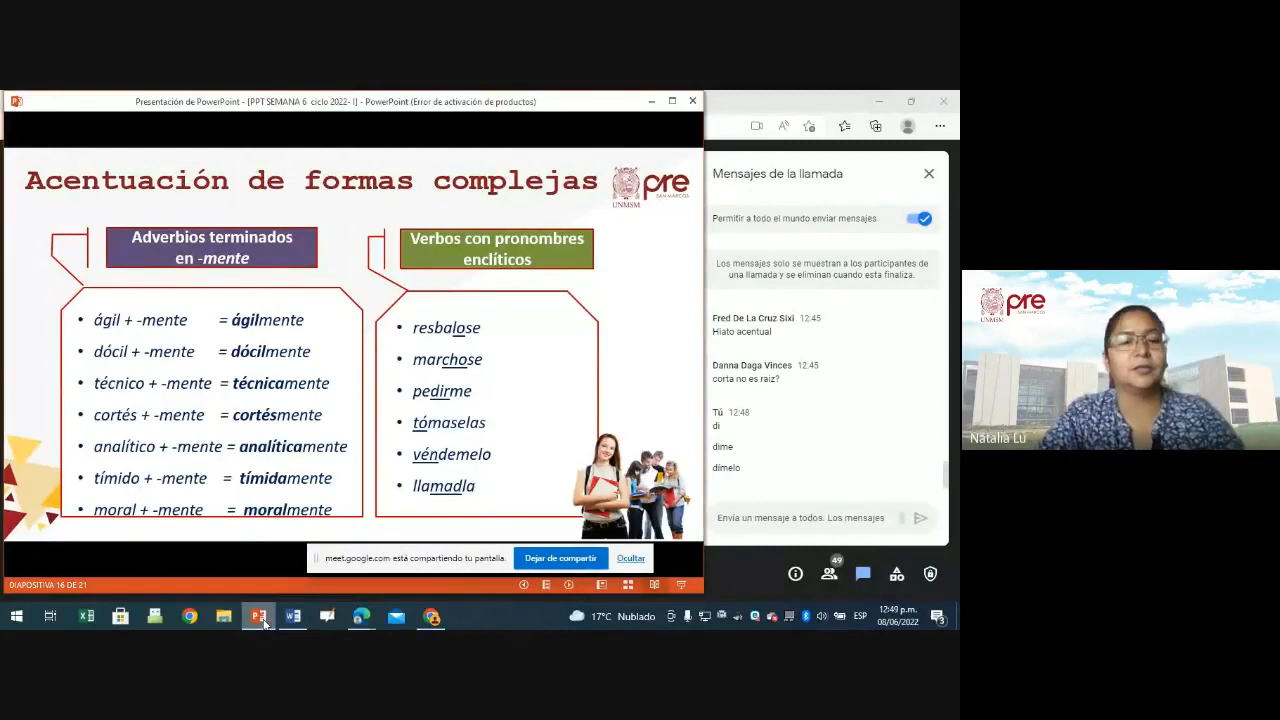 Presentación de PowerPoint - [PPT SEMANA 6 ciclo 2022- I] - PowerPoint (Error de activación de productos)
Acentuación de formas complejas
UNMSM
pre
SAN MARCOS
Adverbios terminados
en -mente
Verbos con pronombres
enclíticos
• ágil + -mente = ágilmente
• dócil + -mente = dócilmente
• técnico + -mente = técnicamente
• cortés + -mente = cortésmente
• analítico + -mente = analíticamente
• tímido + -mente = tímidamente
• moral + -mente = moralmente
• resbalose
• marchose
• pedirme
• tómaselas
• véndemelo
• llamadla
meet.google.com está compartiendo tu pantalla.
Dejar de compartir
Ocultar
DIAPOSITIVA 16 DE 21
Mensajes de la llamada
Permitir a todo el mundo enviar mensajes
Los mensajes solo se muestran a los participantes de
una llamada y se eliminan cuando esta finaliza.
Fred De La Cruz Sixi 12:45
Hiato acentual
Danna Daga Vinces 12:45
corta no es raiz?
Tú 12:48
di
dime
dímelo
Envía un mensaje a todos. Los mensajes
49
17°C Nublado
ESP
12:49 p.m.
08/06/2022
3
UNMSM
pre
SAN MARCOS
Natalia Lu